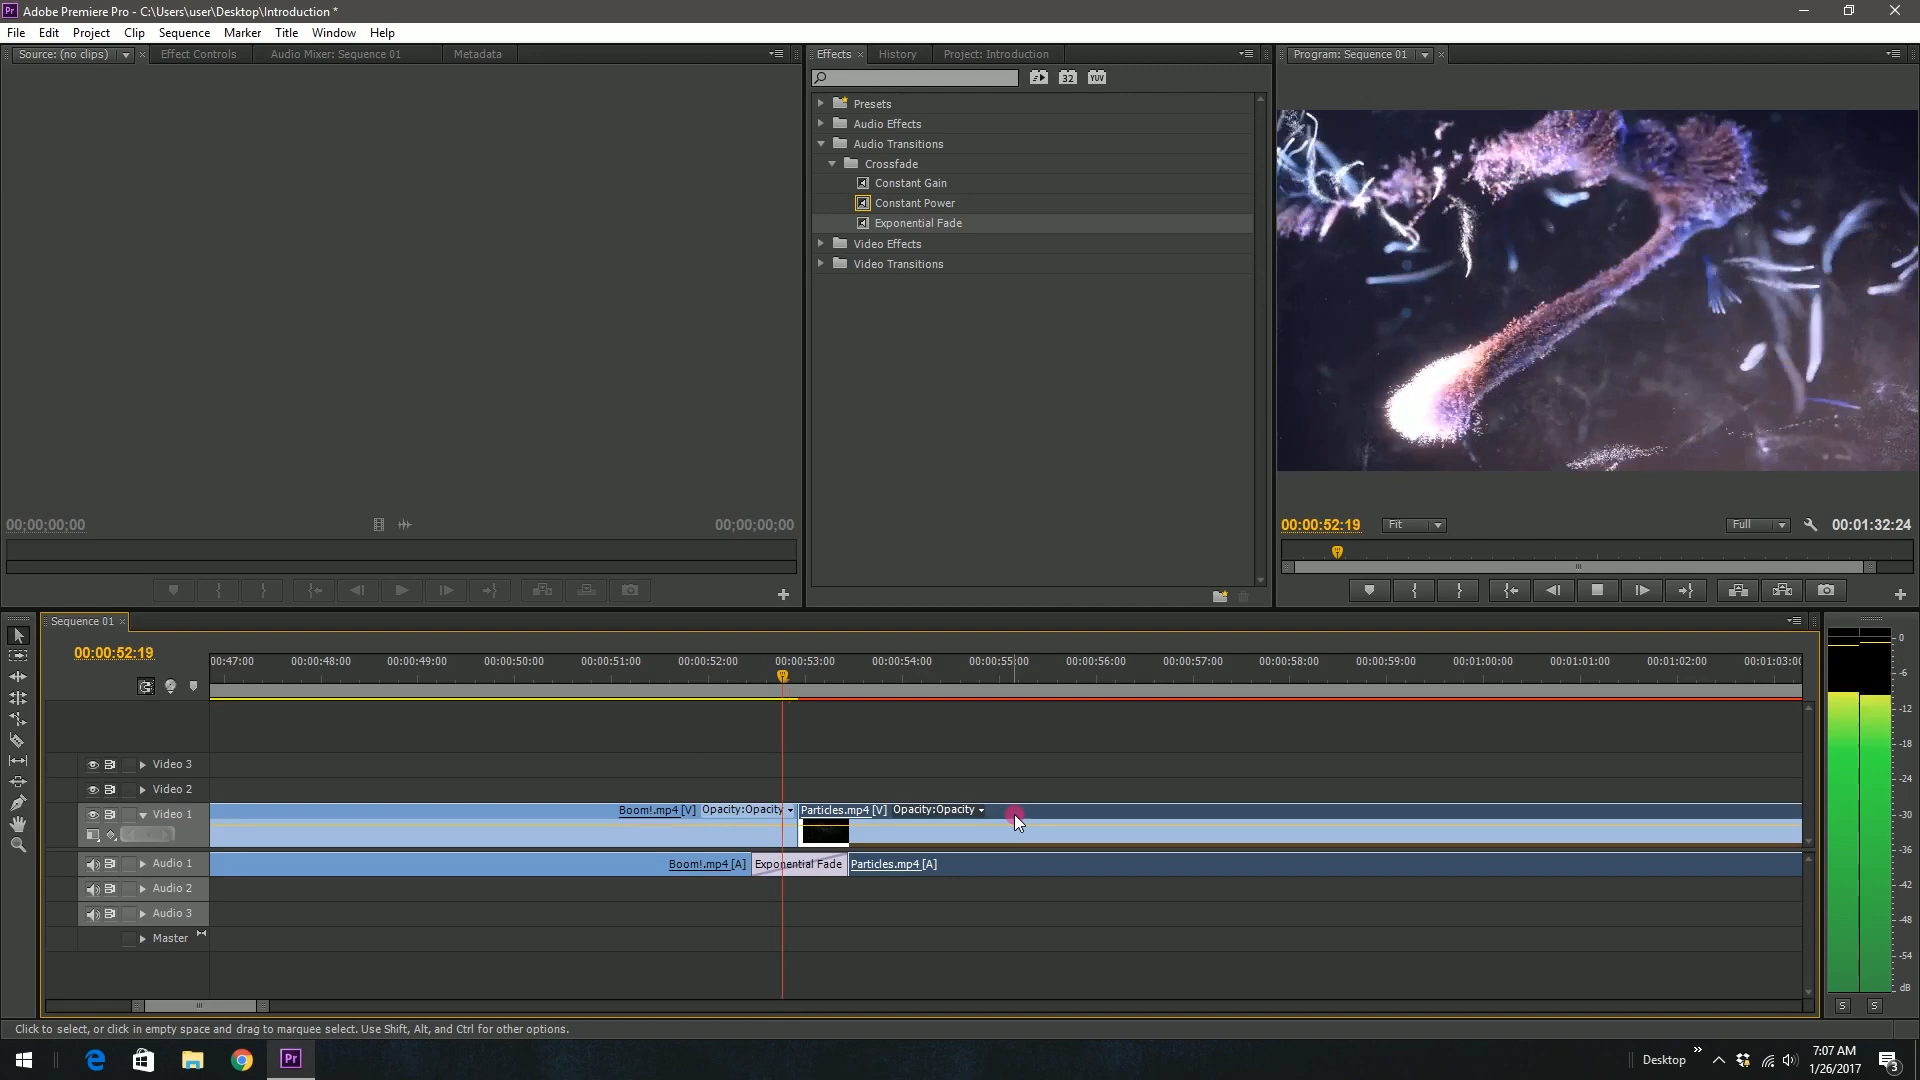 Pr Adobe Premiere Pro - C:\Users\user\Desktop\Introduction *
File Edit Project Clip Sequence Marker Title Window Help
Source: (no clips) Effect Controls Audio Mixer: Sequence 01 Metadata
Effects History Project: Introduction
Program: Sequence 01
32 YUV
Presets
Audio Effects
Audio Transitions
Crossfade
Constant Gain
Constant Power
Exponential Fade
Video Effects
Video Transitions
00;00;00;00 00;00;00;00
00:00:52:19 Fit Full 00:01:32:24
Sequence 01
00:00:52:19
00:47:00 00:00:48:00 00:00:49:00 00:00:50:00 00:00:51:00 00:00:52:00 00:00:53:00 00:00:54:00 00:00:55:00 00:00:56:00 00:00:57:00 00:00:58:00 00:00:59:00 00:01:00:00 00:01:01:00 00:01:02:00 00:01:03:00
Video 3
Video 2
Video 1
Boom!.mp4 [V] Opacity:Opacity Particles.mp4 [V] Opacity:Opacity
Audio 1 Boom!.mp4 [A] Exponential Fade Particles.mp4 [A]
Audio 2
Audio 3
Master
0
-6
-12
-18
-24
-30
-36
-42
-48
-54
dB
S S
Click to select, or click in empty space and drag to marquee select. Use Shift, Alt, and Ctrl for other options.
Pr
Desktop
7:07 AM
1/26/2017
3